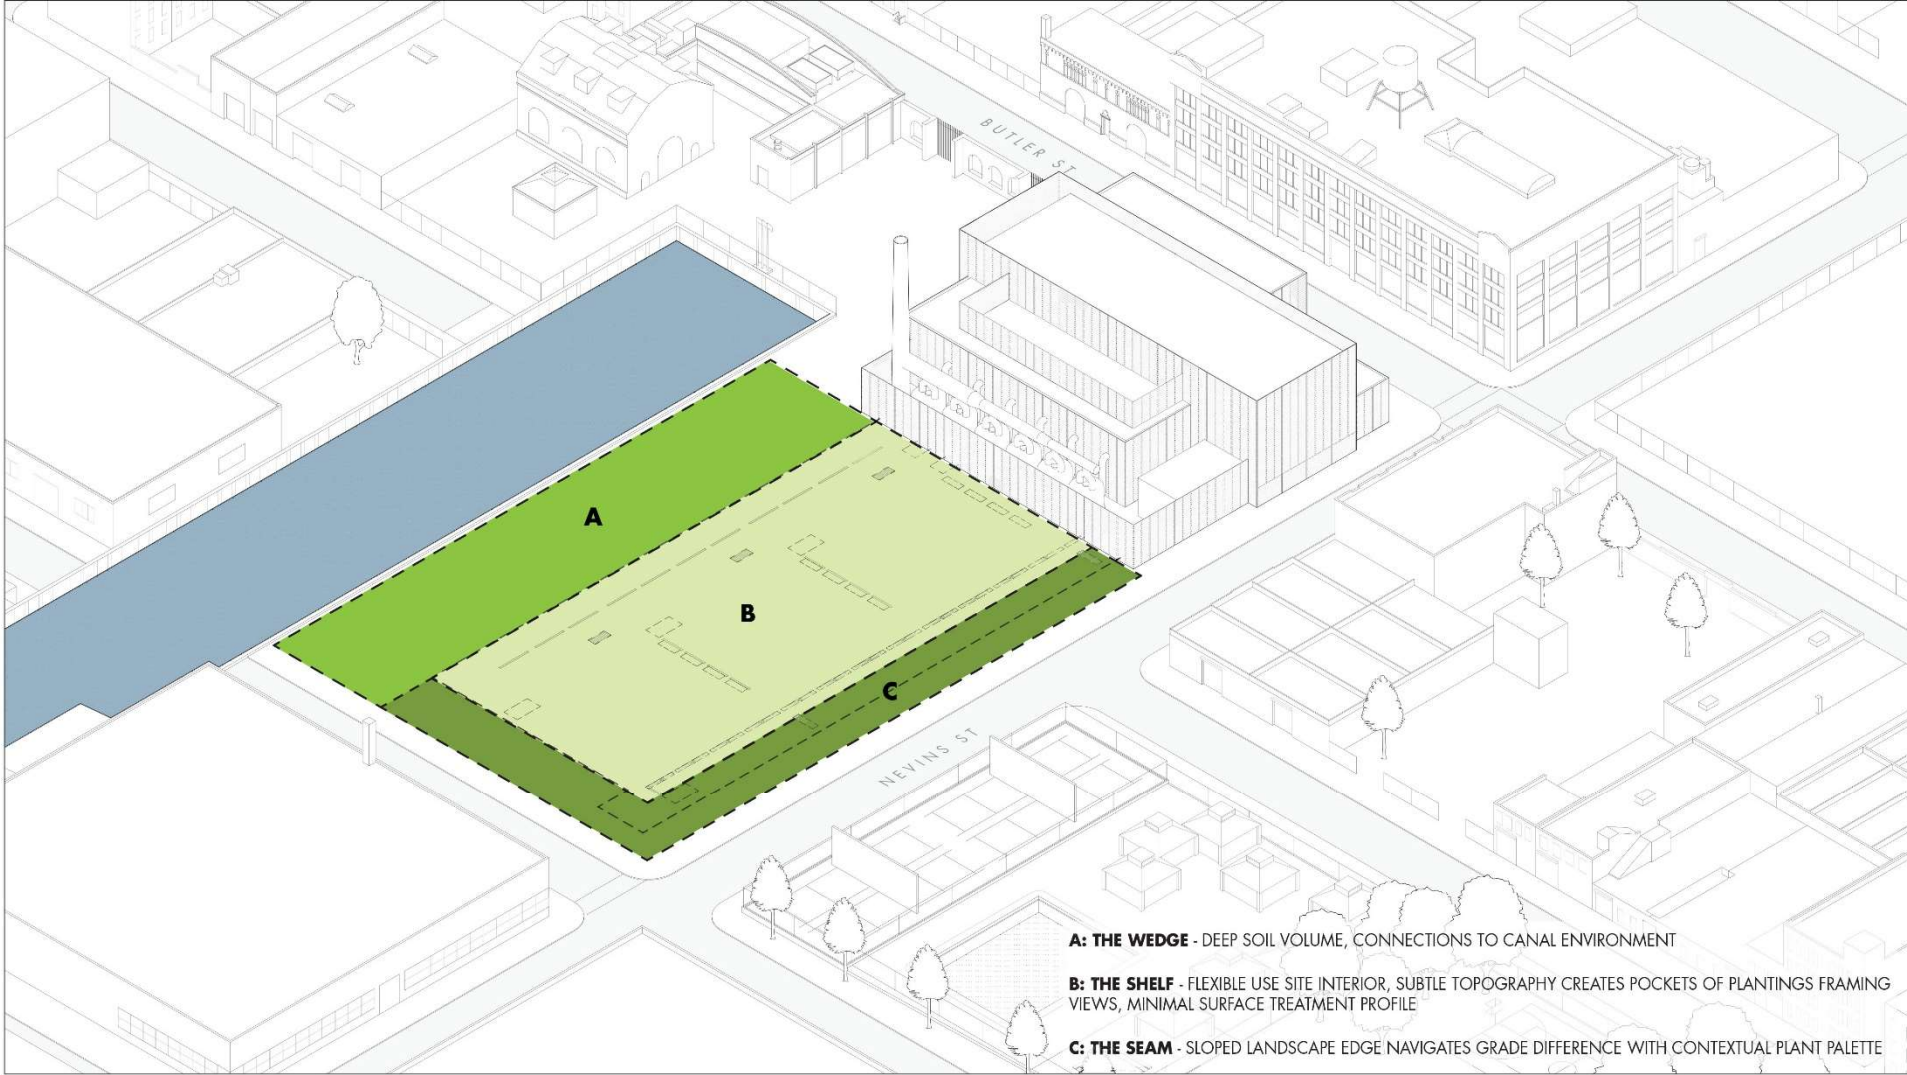 BUTLER ST
A
B
C
NEVINS ST
A: THE WEDGE - DEEP SOIL VOLUME, CONNECTIONS TO CANAL ENVIRONMENT
B: THE SHELF - FLEXIBLE USE SITE INTERIOR, SUBTLE TOPOGRAPHY CREATES POCKETS OF PLANTINGS FRAMING
VIEWS, MINIMAL SURFACE TREATMENT PROFILE
C: THE SEAM - SLOPED LANDSCAPE EDGE NAVIGATES GRADE DIFFERENCE WITH CONTEXTUAL PLANT PALETTE